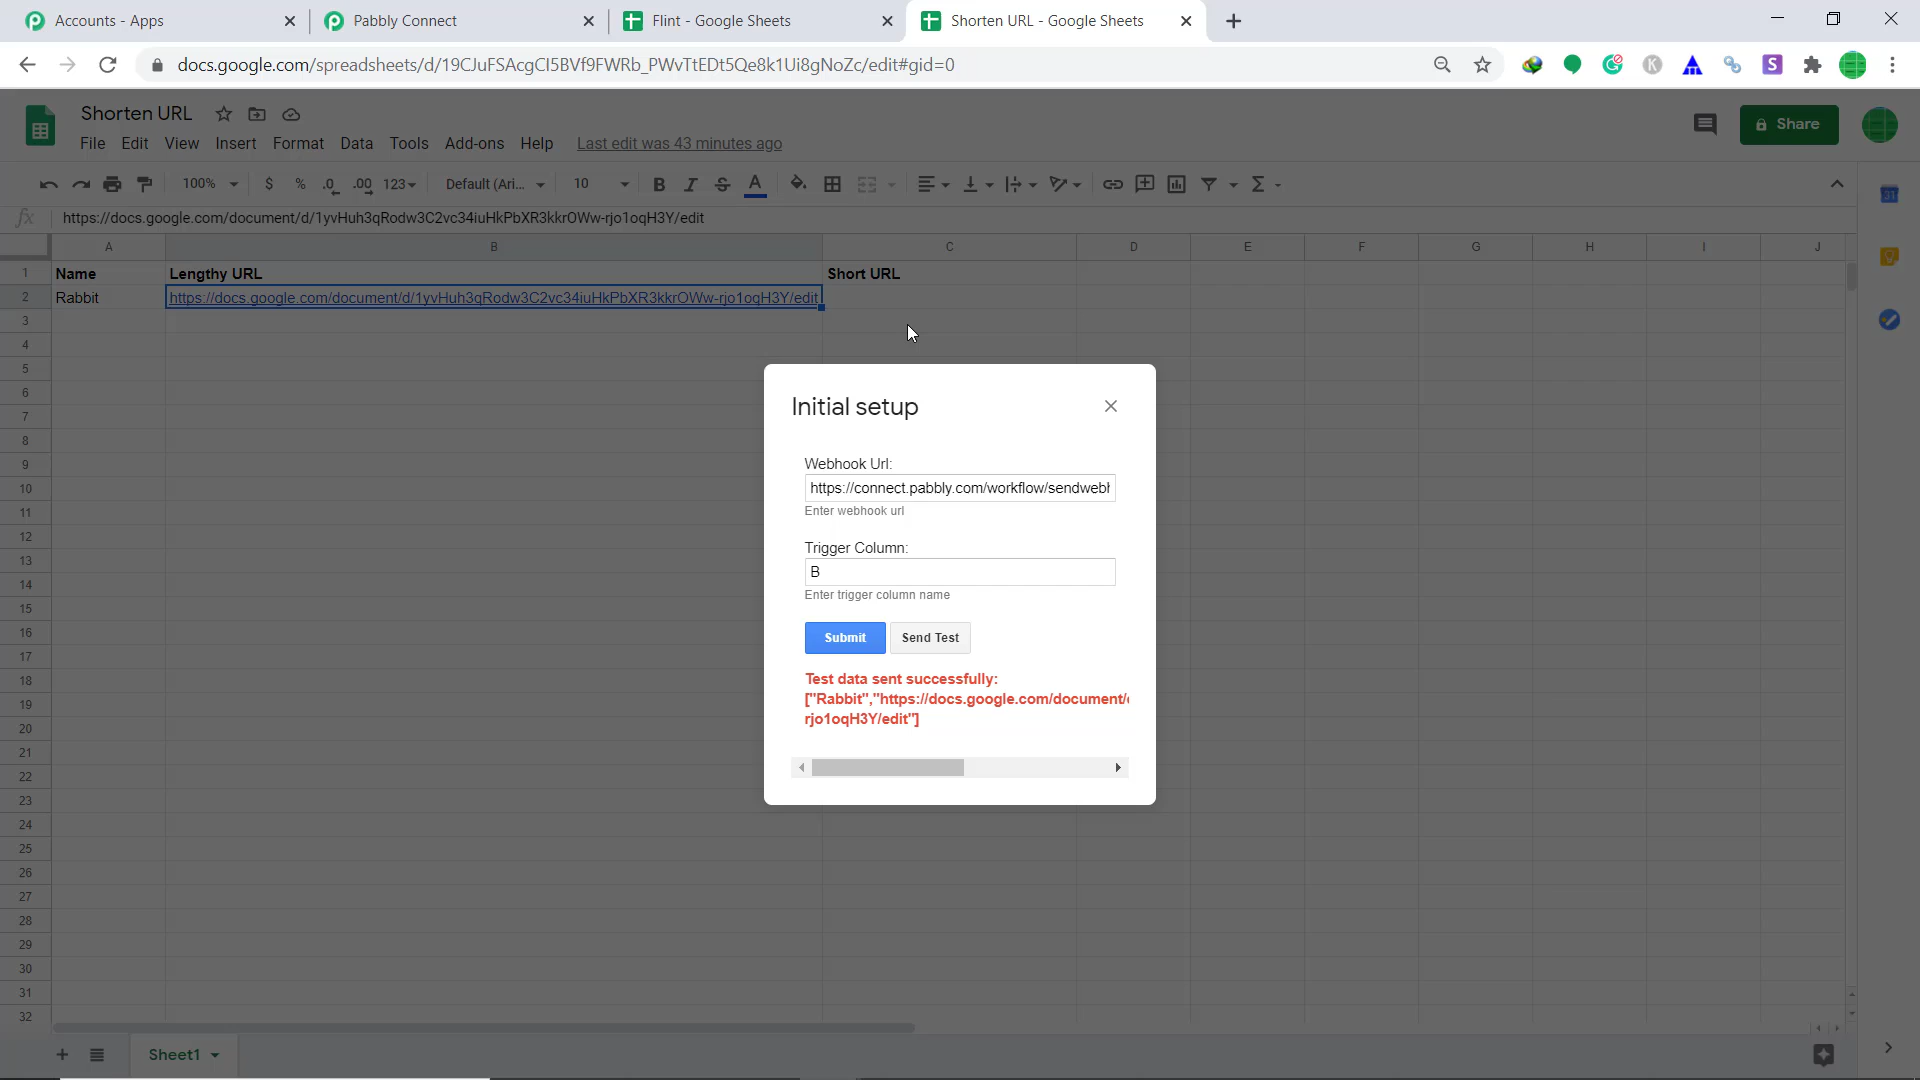 Accounts - Apps
Pabbly Connect
Flint - Google Sheets
Shorten URL - Google Sheets
docs.google.com/spreadsheets/d/19CJuFSAcgCI5BVf9FWRb_PWvTtEDt5Qe8k1Ui8gNoZc/edit#gid=0
Shorten URL
Share
File Edit View Insert Format Data Tools Add-ons Help Last edit was 43 minutes ago
100% $ % .0 .00 123 Default (Ari... 10 B I S A
fx https://docs.google.com/document/d/1yvHuh3qRodw3C2vc34iuHkPbXR3kkrOWw-rjo1oqH3Y/edit
A B C D E F G H I J
1 Name Lengthy URL Short URL
2 Rabbit https://docs.google.com/document/d/1yvHuh3qRodw3C2vc34iuHkPbXR3kkrOWw-rjo1oqH3Y/edit
3
4
5
6
7
8
9
10
11
12
13
14
15
16
17
18
19
20
21
22
23
24
25
26
27
28
29
30
31
32
Initial setup
Webhook Url:
https://connect.pabbly.com/workflow/sendweb
Enter webhook url
Trigger Column:
B
Enter trigger column name
Submit Send Test
Test data sent successfully:
["Rabbit","https://docs.google.com/document/
rjo1oqH3Y/edit"]
Sheet1